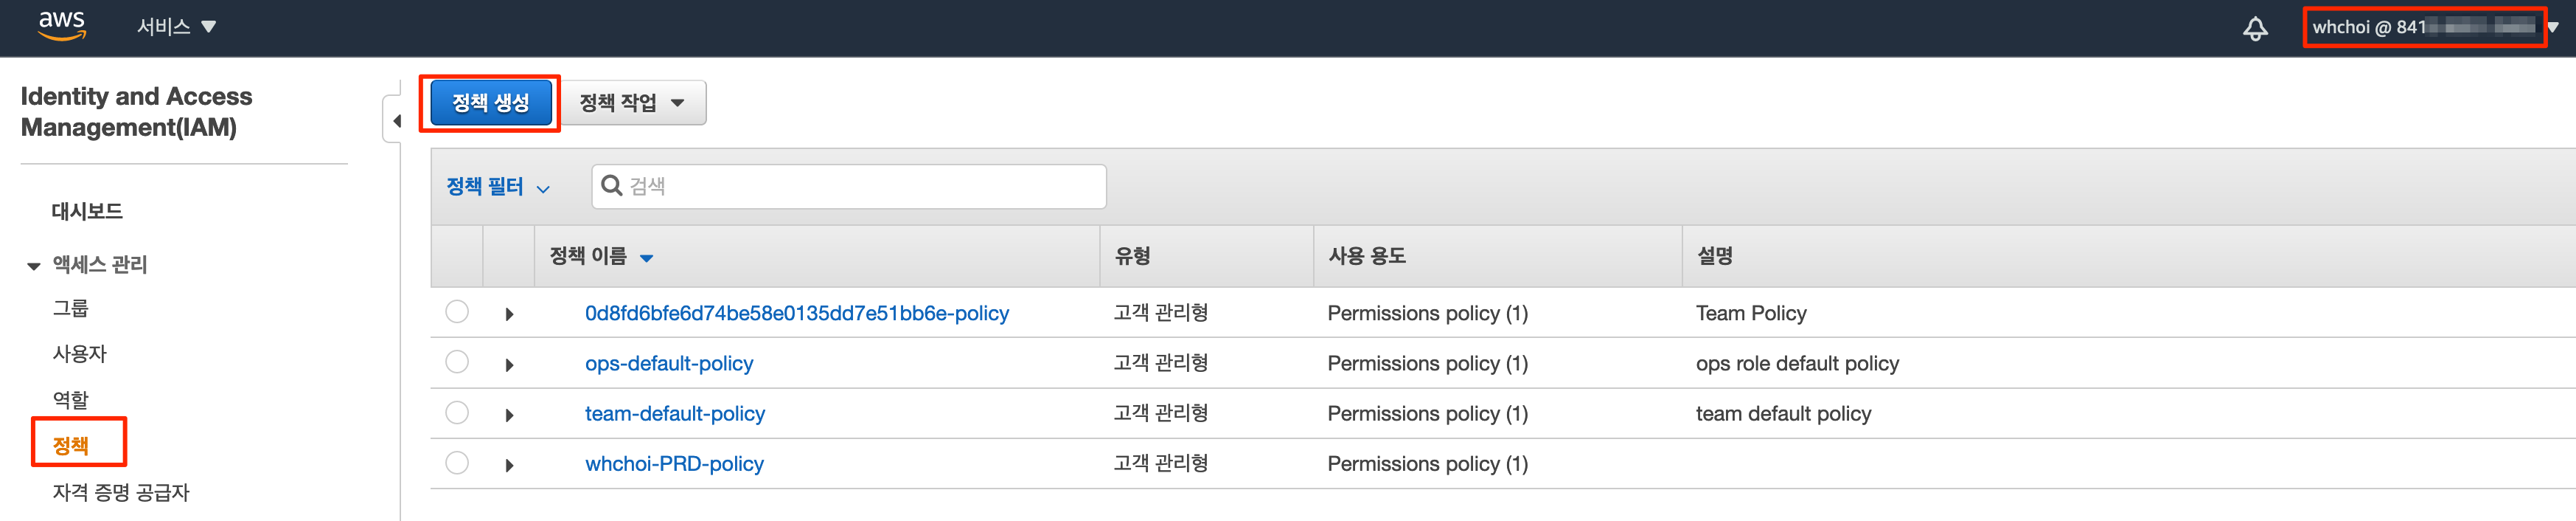 aws 서비스
whchoi @ 841
Identity and Access
Management(IAM)
대시보드
액세스 관리
그룹
사용자
역할
정책
자격 증명 공급자
정책 생성 정책 작업
정책 필터 검색
정책 이름 유형 사용 용도 설명
0d8fd6bfe6d74be58e0135dd7e51bb6e-policy 고객 관리형 Permissions policy (1) Team Policy
ops-default-policy 고객 관리형 Permissions policy (1) ops role default policy
team-default-policy 고객 관리형 Permissions policy (1) team default policy
whchoi-PRD-policy 고객 관리형 Permissions policy (1)